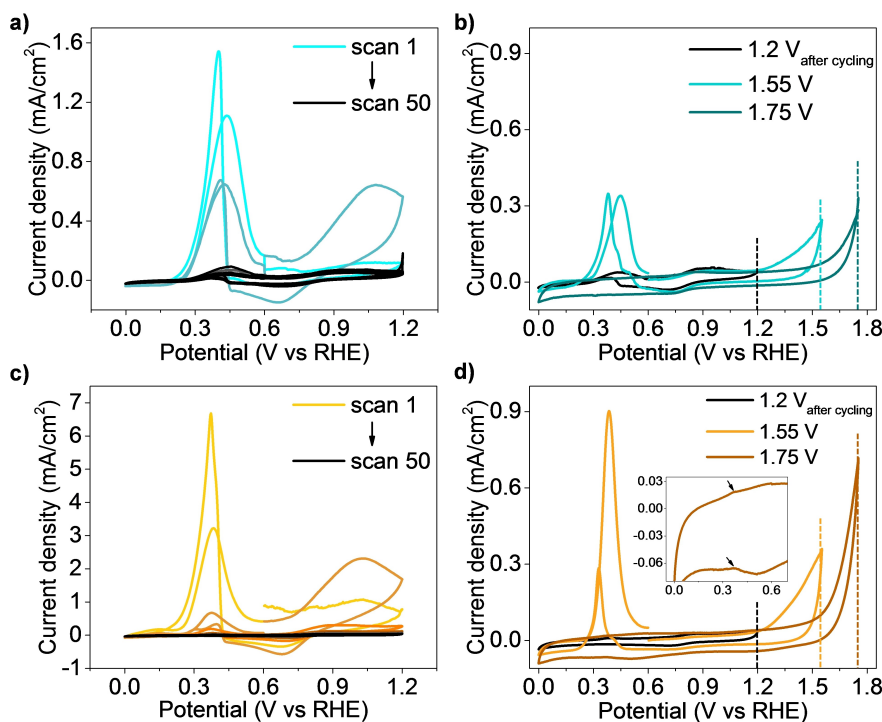 a)
1.6
1.2
0.8
0.4
0.0
Current density (mA/cm²)
scan 1
scan 50
0.0 0.3 0.6 0.9 1.2
Potential (V vs RHE)
b)
0.9
0.6
0.3
0.0
Current density (mA/cm²)
1.2 V after cycling
1.55 V
1.75 V
0.0 0.3 0.6 0.9 1.2 1.5 1.8
Potential (V vs RHE)
c)
7
6
5
4
3
2
1
0
-1
Current density (mA/cm²)
scan 1
scan 50
0.0 0.3 0.6 0.9 1.2
Potential (V vs RHE)
d)
0.9
0.6
0.3
0.0
Current density (mA/cm²)
1.2 V after cycling
1.55 V
1.75 V
0.03
0.00
-0.03
-0.06
0.0 0.3 0.6
0.0 0.3 0.6 0.9 1.2 1.5 1.8
Potential (V vs RHE)